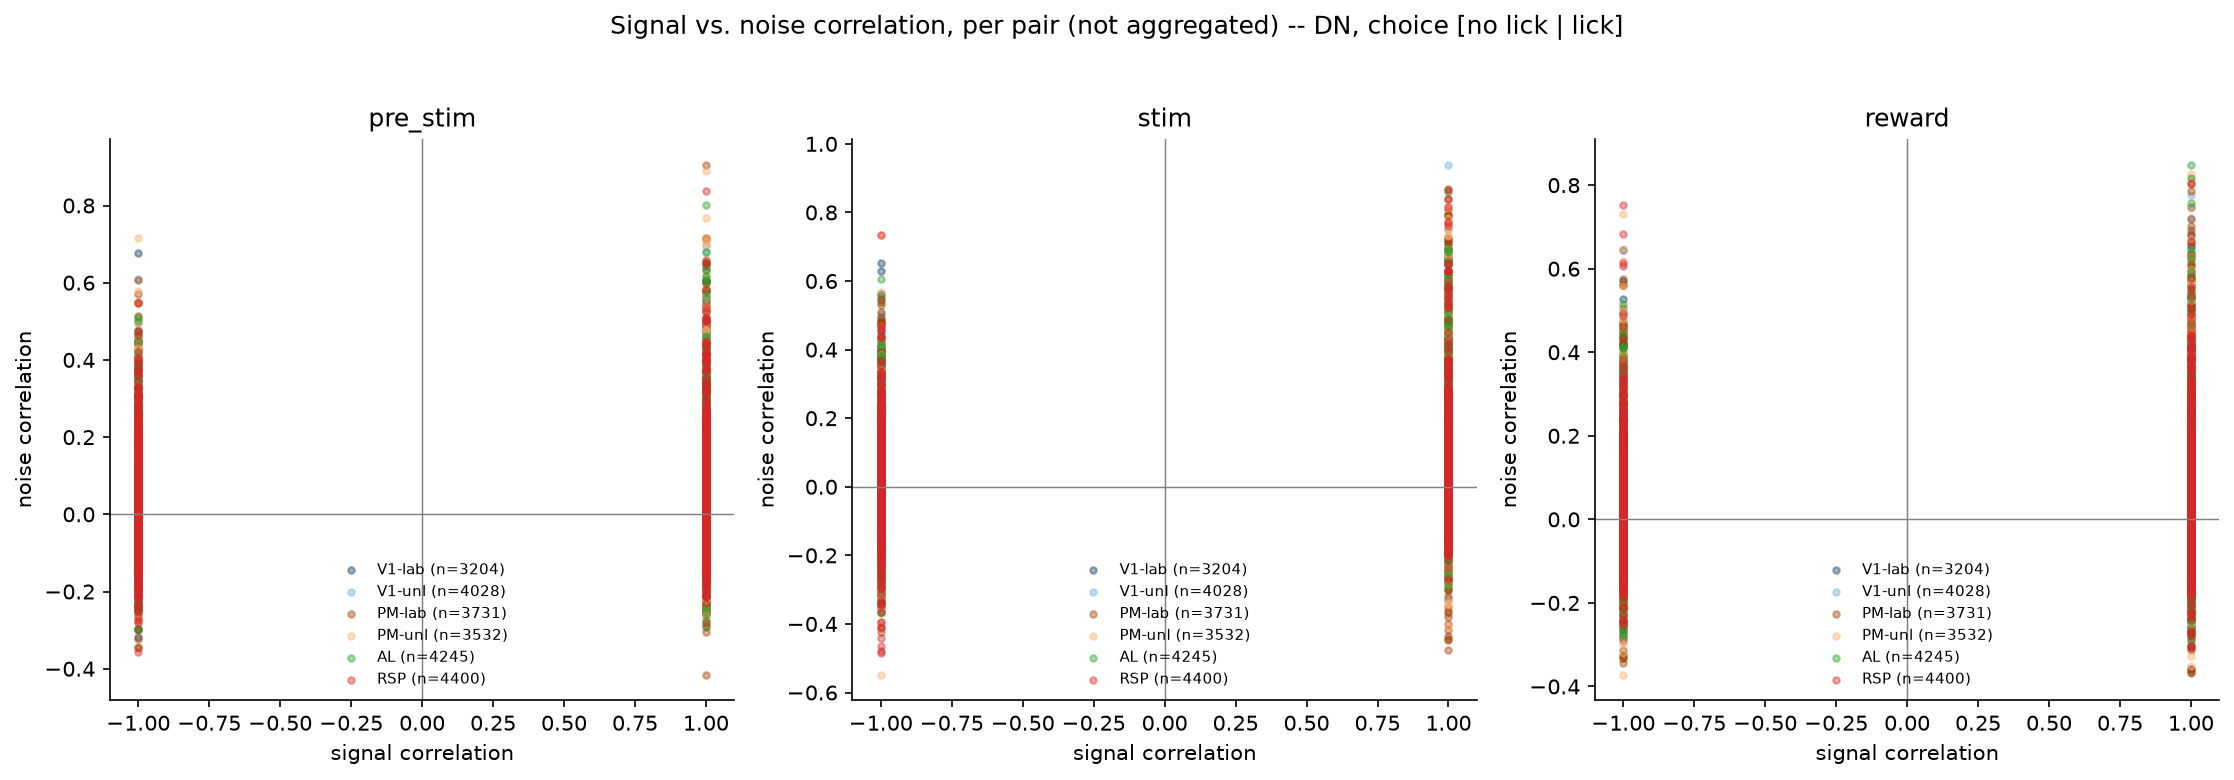 Signal vs. noise correlation, per pair (not aggregated) -- DN, choice [no lick | lick]
pre_stim
0.8
0.6
0.4
0.2
0.0
−0.2
−0.4
noise correlation
V1-lab (n=3204)
V1-unl (n=4028)
PM-lab (n=3731)
PM-unl (n=3532)
AL (n=4245)
RSP (n=4400)
−1.00 −0.75 −0.50 −0.25 0.00 0.25 0.50 0.75 1.00
signal correlation
stim
1.0
0.8
0.6
0.4
0.2
0.0
−0.2
−0.4
−0.6
noise correlation
V1-lab (n=3204)
V1-unl (n=4028)
PM-lab (n=3731)
PM-unl (n=3532)
AL (n=4245)
RSP (n=4400)
−1.00 −0.75 −0.50 −0.25 0.00 0.25 0.50 0.75 1.00
signal correlation
reward
0.8
0.6
0.4
0.2
0.0
−0.2
−0.4
noise correlation
V1-lab (n=3204)
V1-unl (n=4028)
PM-lab (n=3731)
PM-unl (n=3532)
AL (n=4245)
RSP (n=4400)
−1.00 −0.75 −0.50 −0.25 0.00 0.25 0.50 0.75 1.00
signal correlation